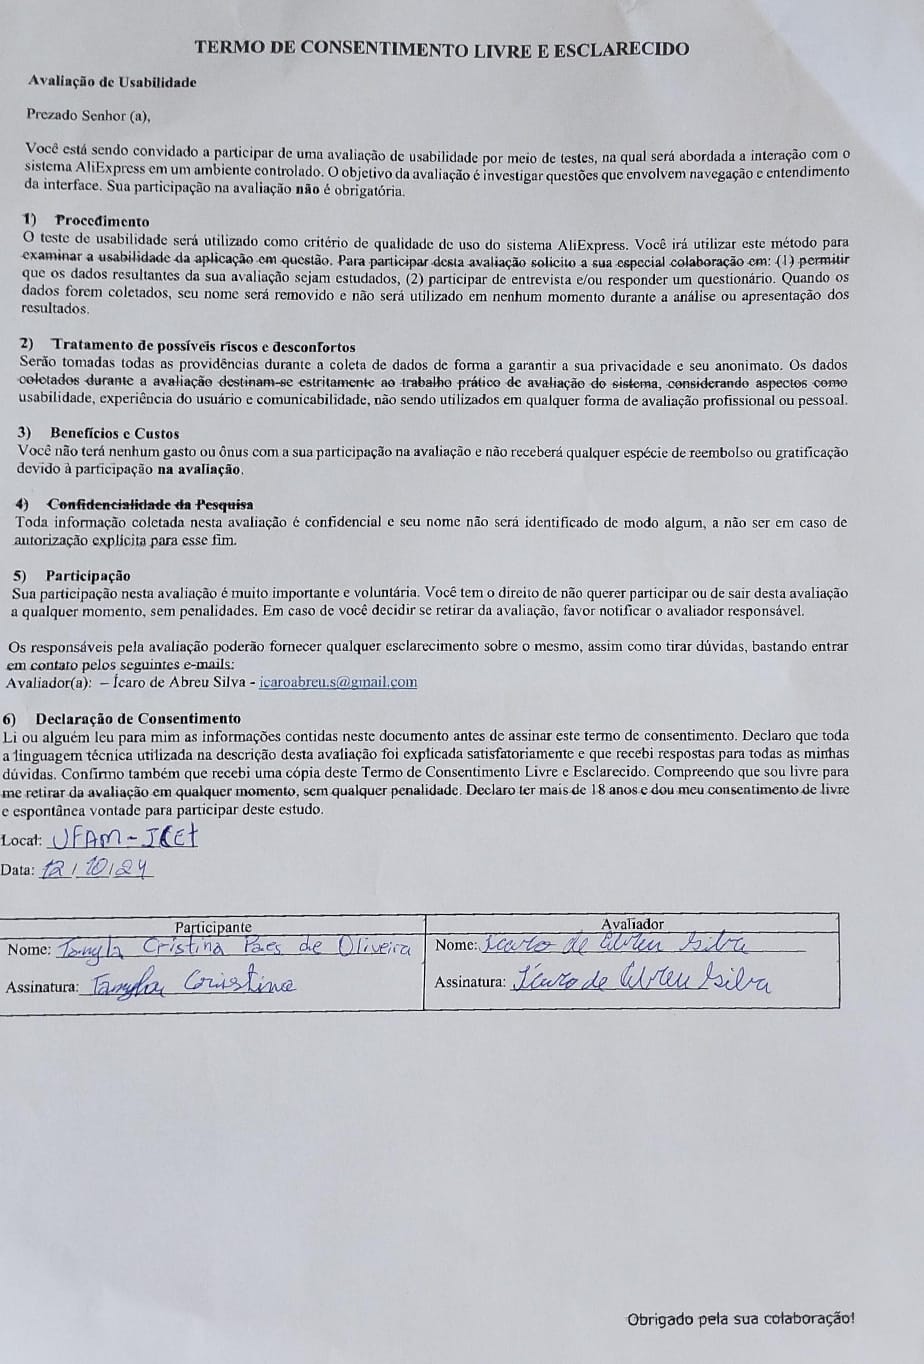 TERMO DE CONSENTIMENTO LIVRE E ESCLARECIDO
Avaliação de Usabilidade
Prezado Senhor (a),
Você está sendo convidado a participar de uma avaliação de usabilidade por meio de testes, na qual será abordada a interação com o
sistema AliExpress em um ambiente controlado. O objetivo da avaliação é investigar questões que envolvem navegação e entendimento
da interface. Sua participação na avaliação não é obrigatória.
1) Procedimento
O teste de usabilidade será utilizado como critério de qualidade de uso do sistema AliExpress. Você irá utilizar este método para
examinar a usabilidade da aplicação em questão. Para participar desta avaliação solicito a sua especial colaboração em: (1) permitir
que os dados resultantes da sua avaliação sejam estudados, (2) participar de entrevista e/ou responder um questionário. Quando os
dados forem coletados, seu nome será removido e não será utilizado em nenhum momento durante a análise ou apresentação dos
resultados.
2) Tratamento de possíveis riscos e desconfortos
Serão tomadas todas as providências durante a coleta de dados de forma a garantir a sua privacidade e seu anonimato. Os dados
coletados durante a avaliação destinam-se estritamente ao trabalho prático de avaliação do sistema, considerando aspectos como
usabilidade, experiência do usuário e comunicabilidade, não sendo utilizados em qualquer forma de avaliação profissional ou pessoal.
3) Benefícios e Custos
Você não terá nenhum gasto ou ônus com a sua participação na avaliação e não receberá qualquer espécie de reembolso ou gratificação
devido à participação na avaliação.
4) Confidencialidade da Pesquisa
Toda informação coletada nesta avaliação é confidencial e seu nome não será identificado de modo algum, a não ser em caso de
autorização explícita para esse fim.
5) Participação
Sua participação nesta avaliação é muito importante e voluntária. Você tem o direito de não querer participar ou de sair desta avaliação
a qualquer momento, sem penalidades. Em caso de você decidir se retirar da avaliação, favor notificar o avaliador responsável.
Os responsáveis pela avaliação poderão fornecer qualquer esclarecimento sobre o mesmo, assim como tirar dúvidas, bastando entrar
em contato pelos seguintes e-mails:
Avaliador(a): – Ícaro de Abreu Silva - icaroabreu.s@gmail.com
6) Declaração de Consentimento
Li ou alguém leu para mim as informações contidas neste documento antes de assinar este termo de consentimento. Declaro que toda
a linguagem técnica utilizada na descrição desta avaliação foi explicada satisfatoriamente e que recebi respostas para todas as minhas
dúvidas. Confirmo também que recebi uma cópia deste Termo de Consentimento Livre e Esclarecido. Compreendo que sou livre para
me retirar da avaliação em qualquer momento, sem qualquer penalidade. Declaro ter mais de 18 anos e dou meu consentimento de livre
e espontânea vontade para participar deste estudo.
Local: UFAM - ICET
Data: 12/10/24
Participante
Nome: Tamyla Cristina Paes de Oliveira
Assinatura: Cristina
Avaliador
Nome: Ícaro de Abreu Silva
Assinatura: Ícaro de Abreu Silva
Obrigado pela sua colaboração!